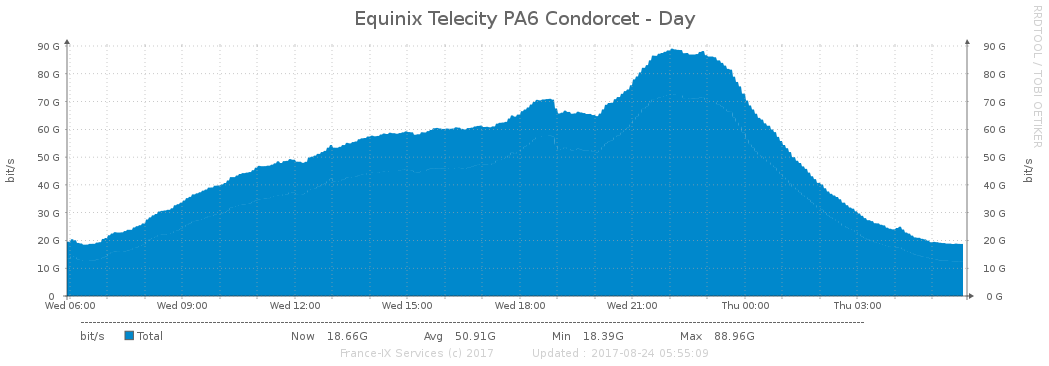 Equinix Telecity PA6 Condorcet - Day
RRDTOOL / TOBI OETIKER
bit/s
bit/s
90 G 90 G
80 G 80 G
70 G 70 G
60 G 60 G
50 G 50 G
40 G 40 G
30 G 30 G
20 G 20 G
10 G 10 G
0 0 G
Wed 06:00 Wed 09:00 Wed 12:00 Wed 15:00 Wed 18:00 Wed 21:00 Thu 00:00 Thu 03:00
bit/s Total Now 18.66G Avg 50.91G Min 18.39G Max 88.96G
France-IX Services (c) 2017 Updated : 2017-08-24 05:55:09